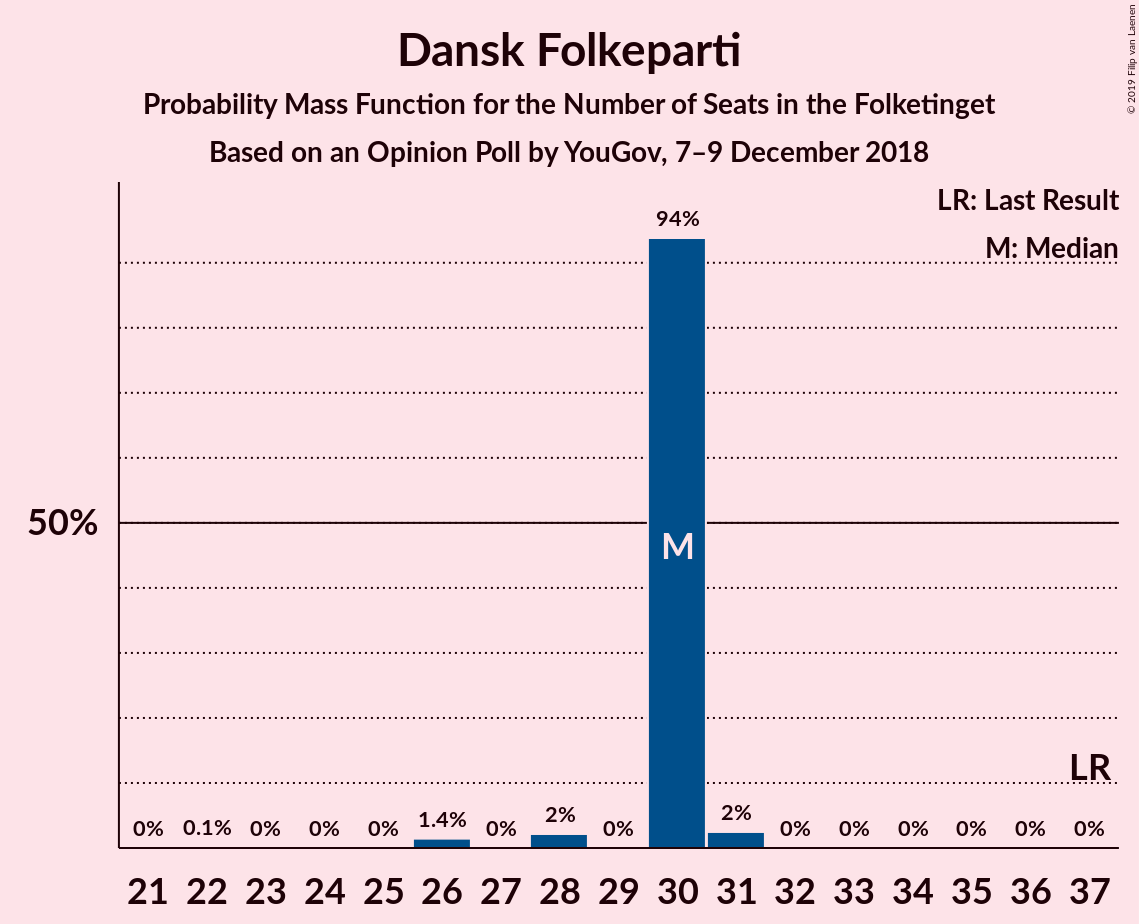 Dansk Folkeparti
Probability Mass Function for the Number of Seats in the Folketinget
Based on an Opinion Poll by YouGov, 7–9 December 2018
© 2019 Filip van Laenen
LR: Last Result
M: Median
94%
50%
M
LR
0% 0.1% 0% 0% 0% 1.4% 0% 2% 0% 2% 0% 0% 0% 0% 0% 0%
21 22 23 24 25 26 27 28 29 30 31 32 33 34 35 36 37